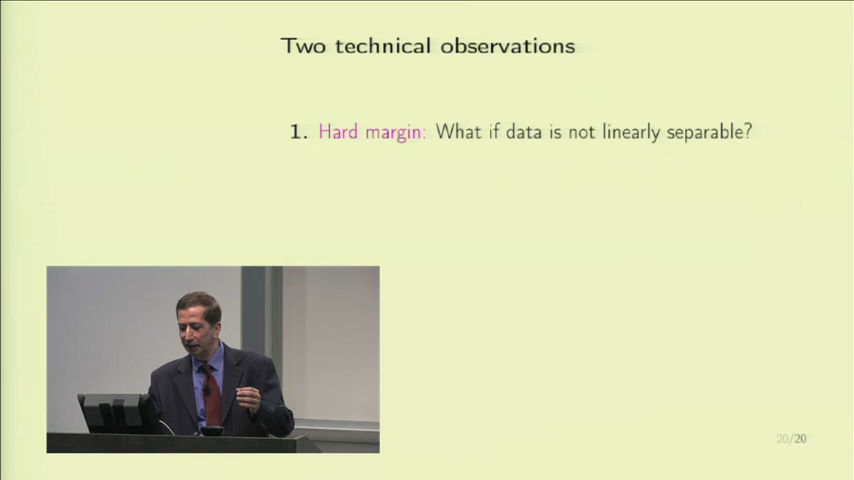 Two technical observations
1. Hard margin: What if data is not linearly separable?
20/20